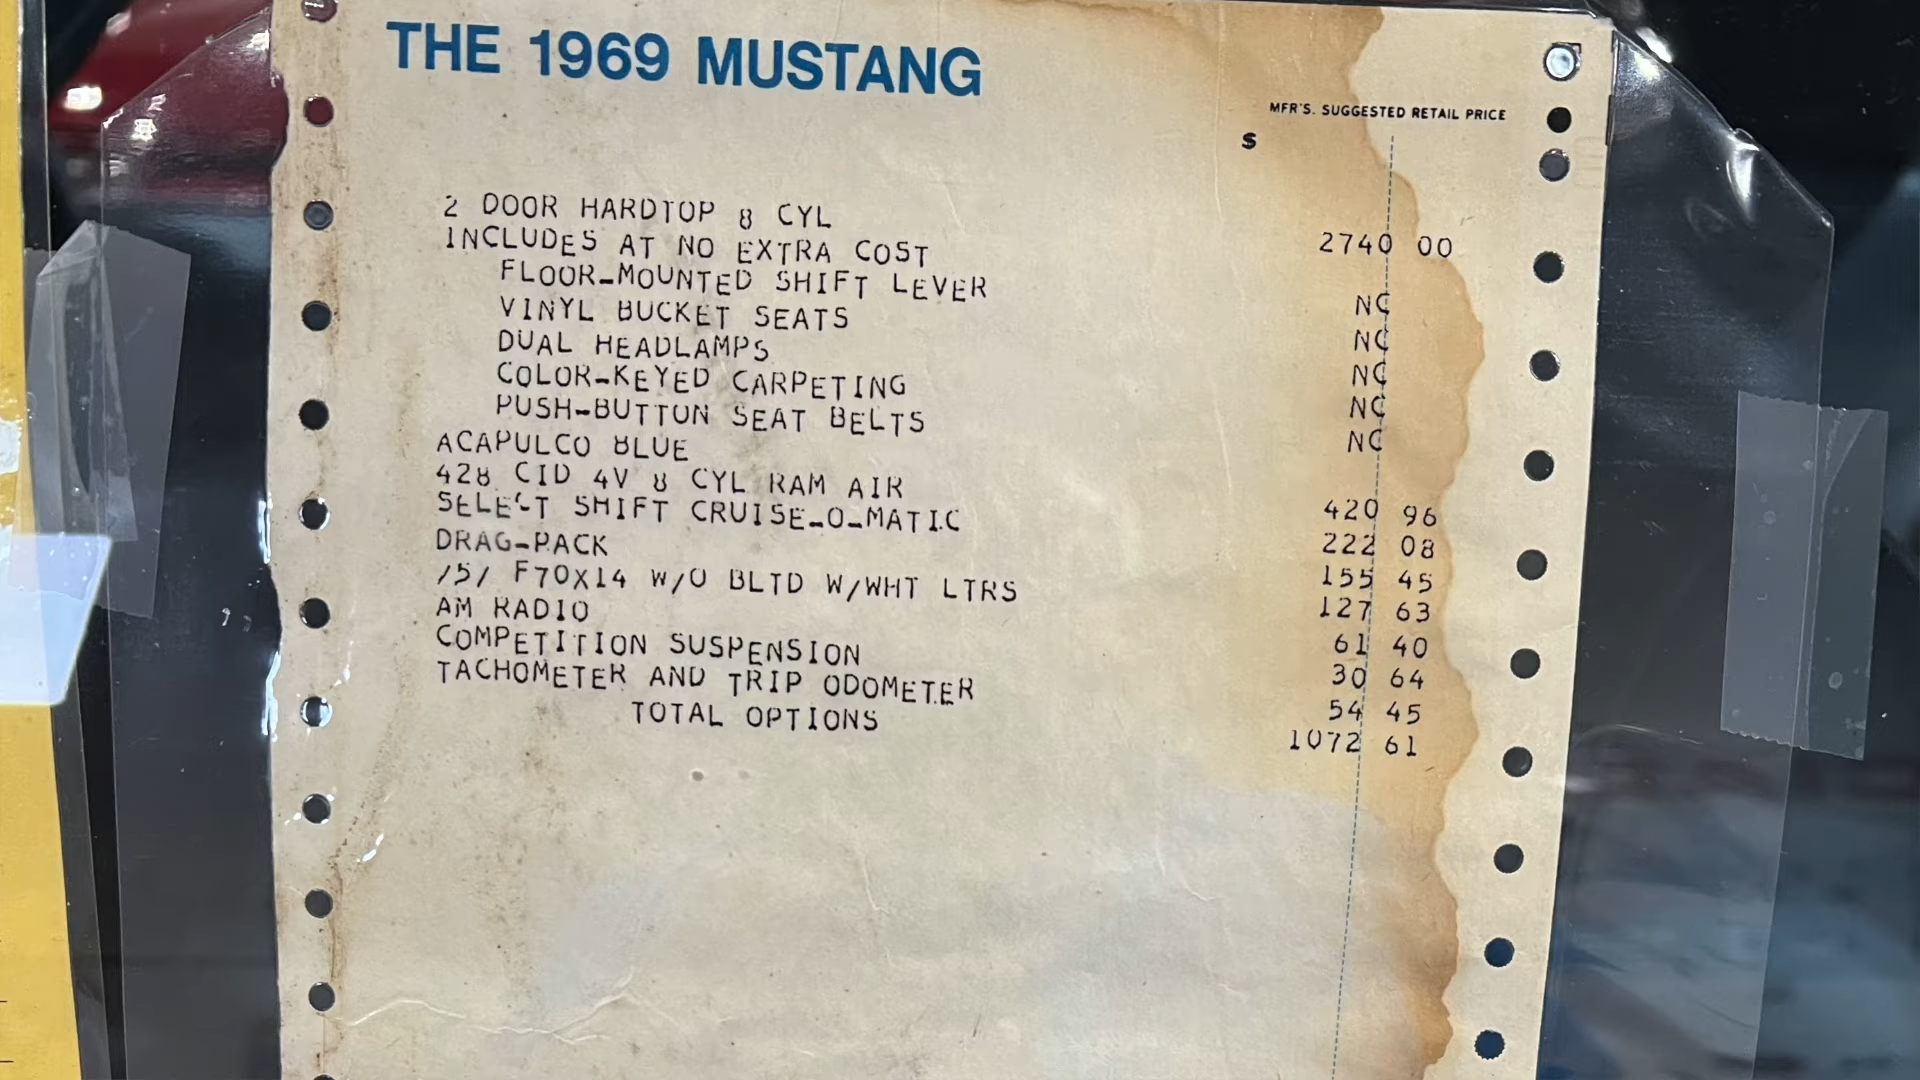 THE 1969 MUSTANG
MFR'S. SUGGESTED RETAIL PRICE
$
2 DOOR HARDTOP 8 CYL 2740 00
INCLUDES AT NO EXTRA COST
FLOOR-MOUNTED SHIFT LEVER NC
VINYL BUCKET SEATS NC
DUAL HEADLAMPS NC
COLOR-KEYED CARPETING NC
PUSH-BUTTON SEAT BELTS NC
ACAPULCO BLUE
428 CID 4V 8 CYL RAM AIR 420 96
SELECT SHIFT CRUISE-O-MATIC 222 08
DRAG-PACK 155 45
/5/ F70X14 W/O BLTD W/WHT LTRS 127 63
AM RADIO 61 40
COMPETITION SUSPENSION 30 64
TACHOMETER AND TRIP ODOMETER 54 45
TOTAL OPTIONS 1072 61